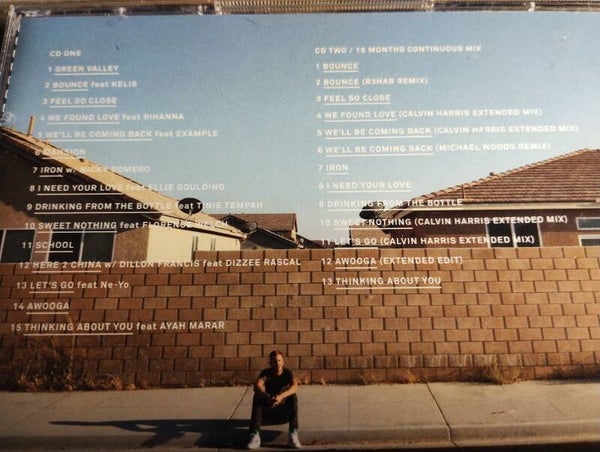 CD ONE
1 GREEN VALLEY
2 BOUNCE feat KELIS
3 FEEL SO CLOSE
4 WE FOUND LOVE feat RIHANNA
5 WE'LL BE COMING BACK feat EXAMPLE
6 MANSION
7 IRON w/ NICKY ROMERO
8 I NEED YOUR LOVE feat ELLIE GOULDING
9 DRINKING FROM THE BOTTLE feat TINIE TEMPAH
10 SWEET NOTHING feat FLORENCE WELCH
11 SCHOOL
12 HERE 2 CHINA w/ DILLON FRANCIS feat DIZZEE RASCAL
13 LET'S GO feat Ne-Yo
14 AWOOGA
15 THINKING ABOUT YOU feat AYAH MARAR
CD TWO / 18 MONTHS CONTINUOUS MIX
1 BOUNCE
2 BOUNCE (R3HAB REMIX)
3 FEEL SO CLOSE
4 WE FOUND LOVE (CALVIN HARRIS EXTENDED MIX)
5 WE'LL BE COMING BACK (CALVIN HARRIS EXTENDED MIX)
6 WE'LL BE COMING BACK (MICHAEL WOODS REMIX)
7 IRON
8 I NEED YOUR LOVE
9 DRINKING FROM THE BOTTLE
10 SWEET NOTHING (CALVIN HARRIS EXTENDED MIX)
11 LET'S GO (CALVIN HARRIS EXTENDED MIX)
12 AWOOGA (EXTENDED EDIT)
13 THINKING ABOUT YOU